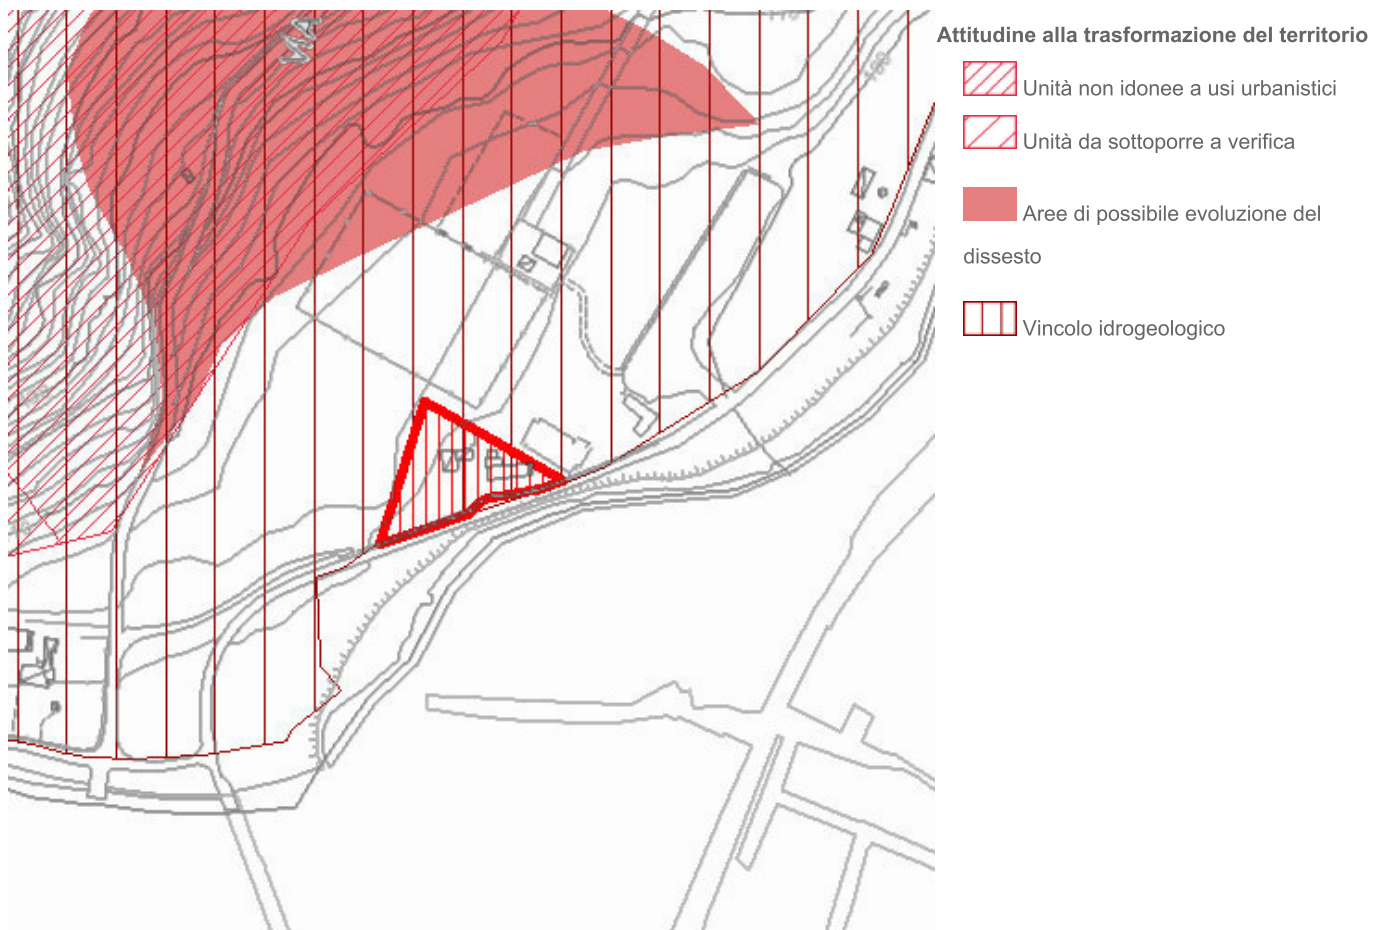 Attitudine alla trasformazione del territorio
Unità non idonee a usi urbanistici
Unità da sottoporre a verifica
Aree di possibile evoluzione del
dissesto
Vincolo idrogeologico
VIA